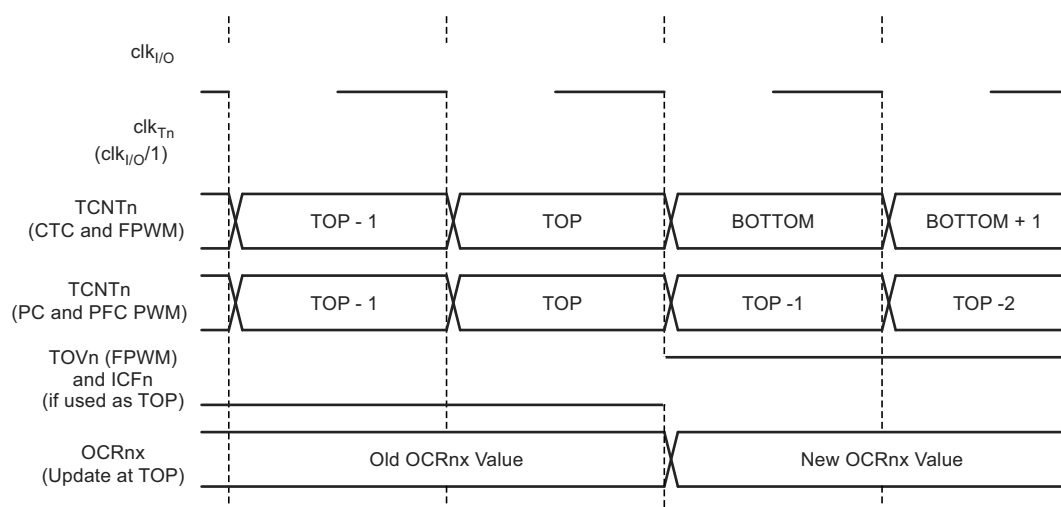 clkI/O
clkTn
(clkI/O/1)
TCNTn
(CTC and FPWM)
TOP - 1
TOP
BOTTOM
BOTTOM + 1
TCNTn
(PC and PFC PWM)
TOP - 1
TOP
TOP -1
TOP -2
TOVn (FPWM)
and ICFn
(if used as TOP)
OCRnx
(Update at TOP)
Old OCRnx Value
New OCRnx Value